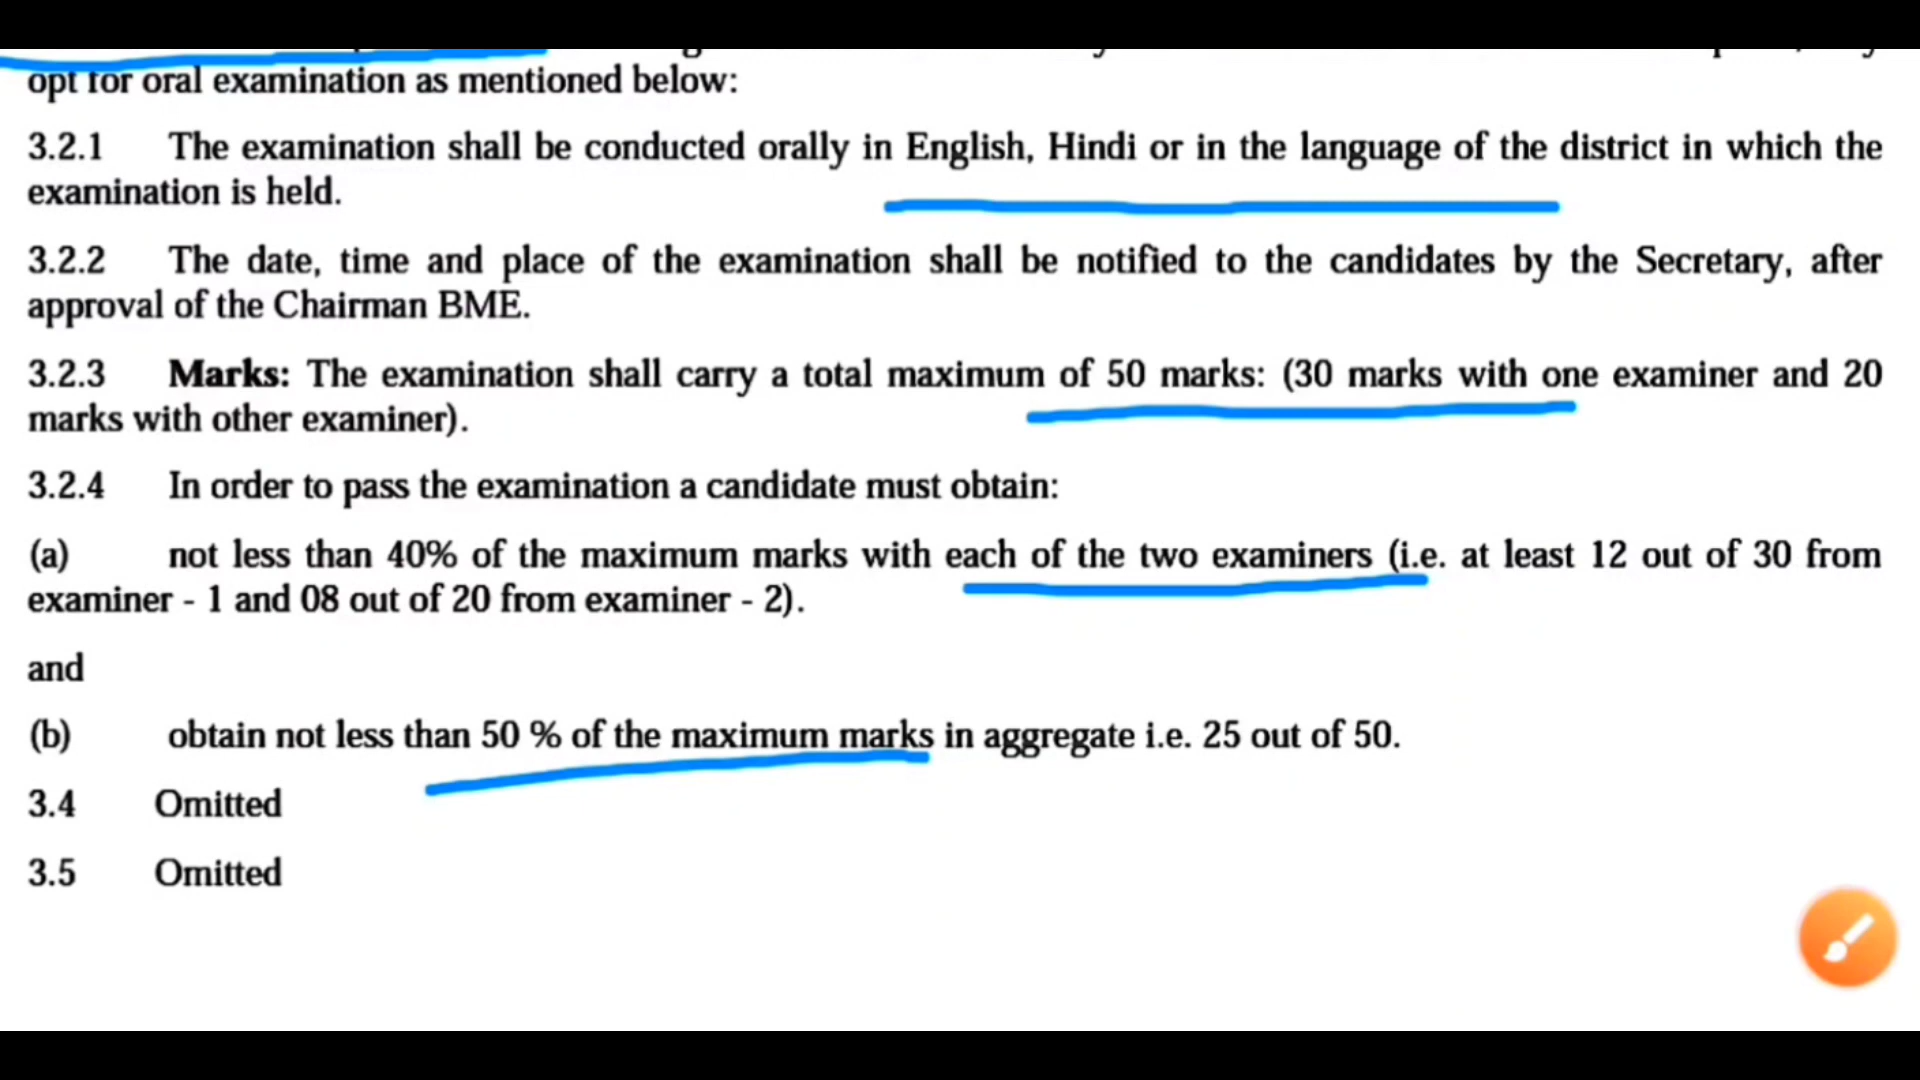 opt for oral examination as mentioned below:
3.2.1 The examination shall be conducted orally in English, Hindi or in the language of the district in which the
examination is held.
3.2.2 The date, time and place of the examination shall be notified to the candidates by the Secretary, after
approval of the Chairman BME.
3.2.3 Marks: The examination shall carry a total maximum of 50 marks: (30 marks with one examiner and 20
marks with other examiner).
3.2.4 In order to pass the examination a candidate must obtain:
(a) not less than 40% of the maximum marks with each of the two examiners (i.e. at least 12 out of 30 from
examiner - 1 and 08 out of 20 from examiner - 2).
and
(b) obtain not less than 50 % of the maximum marks in aggregate i.e. 25 out of 50.
3.4 Omitted
3.5 Omitted